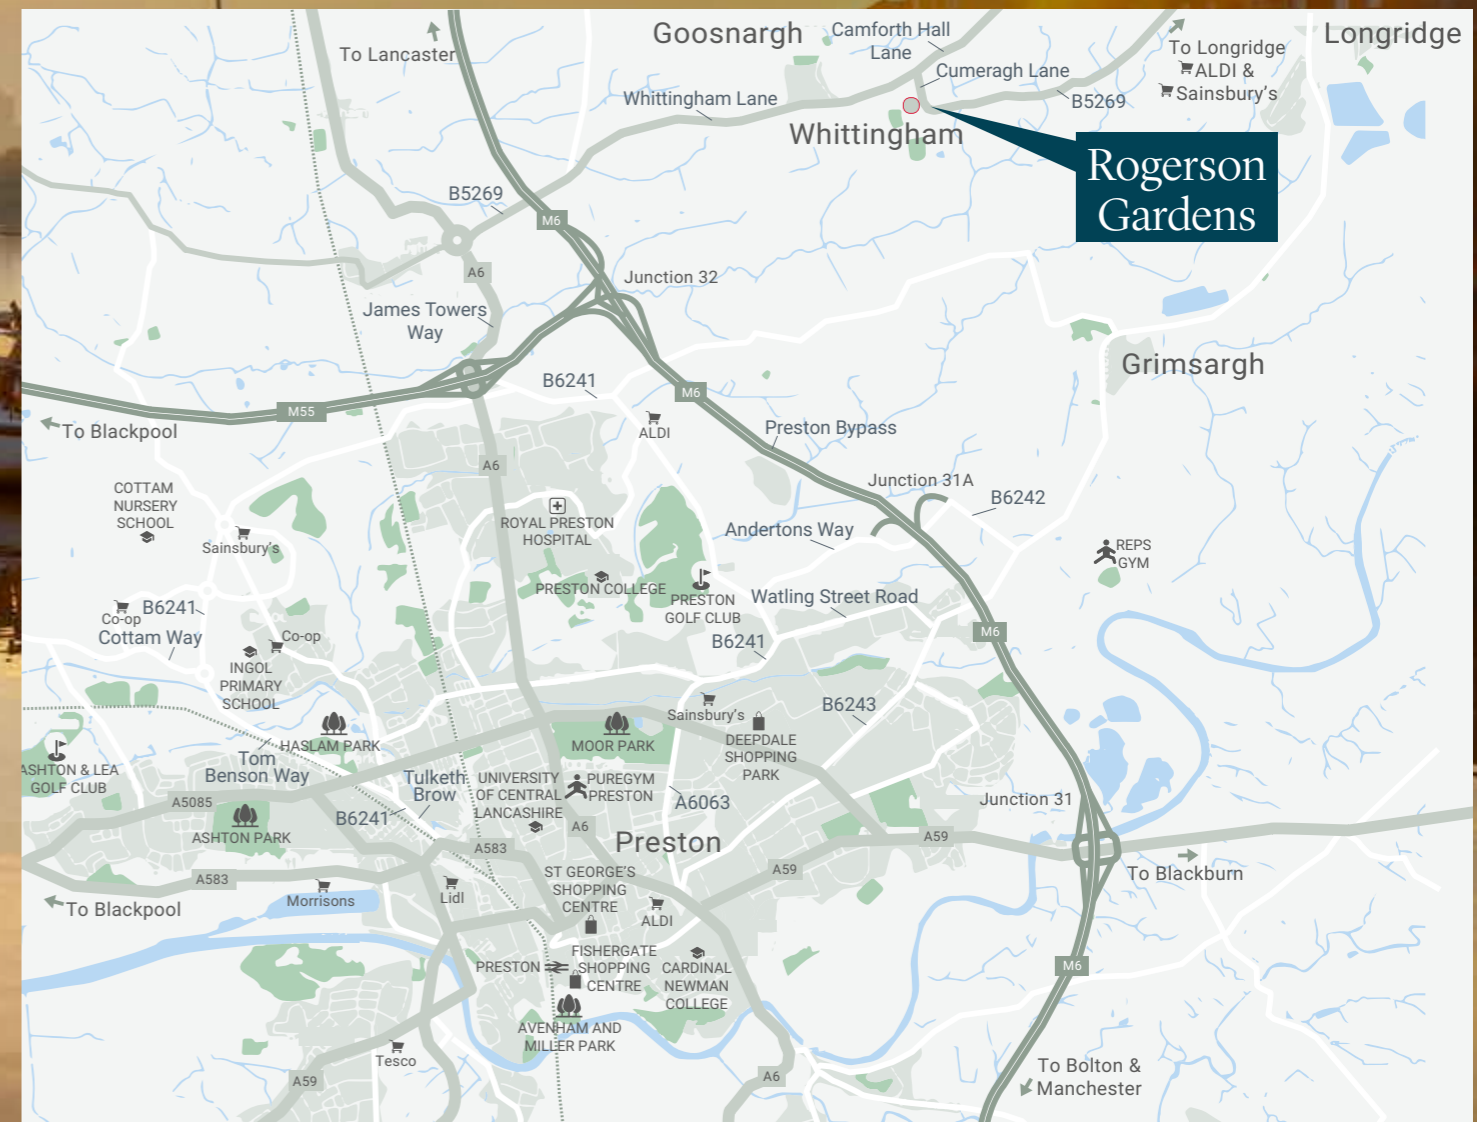 Goosnargh
Camforth Hall
Lane
Longridge
To Lancaster
To Longridge
ALDI &
Sainsbury's
Cumeragh Lane
Whittingham Lane
B5269
Whittingham
Rogerson
Gardens
B5269
M6
A6
Junction 32
James Towers
Way
Grimsargh
B6241
M6
M55
To Blackpool
ALDI
Preston Bypass
A6
Junction 31A
B6242
COTTAM
NURSERY
SCHOOL
ROYAL PRESTON
HOSPITAL
Andertons Way
Sainsbury's
REPS
GYM
PRESTON COLLEGE
PRESTON
GOLF CLUB
Watling Street Road
Co-op
B6241
Cottam Way
Co-op
B6241
M6
INGOL
PRIMARY
SCHOOL
Sainsbury's
B6243
HASLAM PARK
MOOR PARK
DEEPDALE
SHOPPING
PARK
ASHTON & LEA
GOLF CLUB
Tom
Benson Way
Tulketh
Brow
UNIVERSITY
OF CENTRAL
LANCASHIRE
PUREGYM
PRESTON
A6063
Junction 31
A5085
B6241
ASHTON PARK
A6
Preston
A59
A583
A59
To Blackburn
A583
ST GEORGE'S
SHOPPING
CENTRE
To Blackpool
Morrisons
Lidl
ALDI
FISHERGATE
SHOPPING
CENTRE
PRESTON
CARDINAL
NEWMAN
COLLEGE
M6
AVENHAM AND
MILLER PARK
Tesco
A59
A6
To Bolton &
Manchester